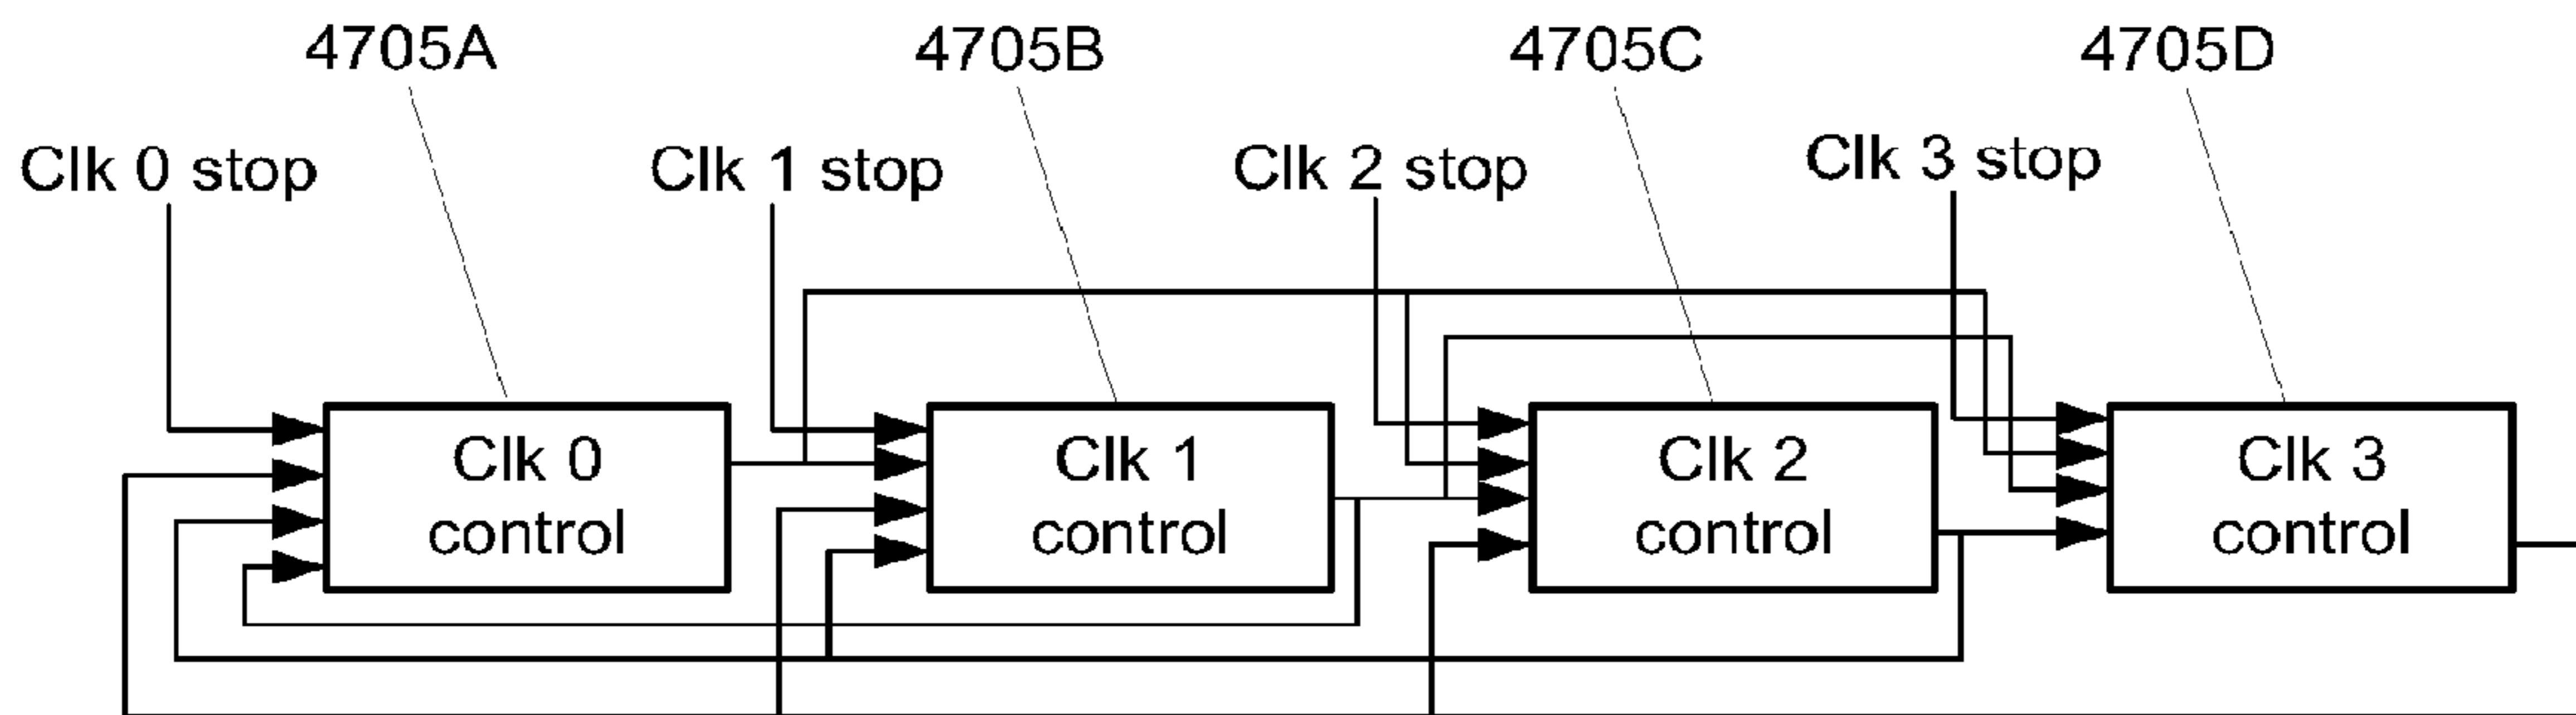 4705A
4705B
4705C
4705D
Clk 0 stop
Clk 1 stop
Clk 2 stop
Clk 3 stop
Clk 0
control
Clk 1
control
Clk 2
control
Clk 3
control